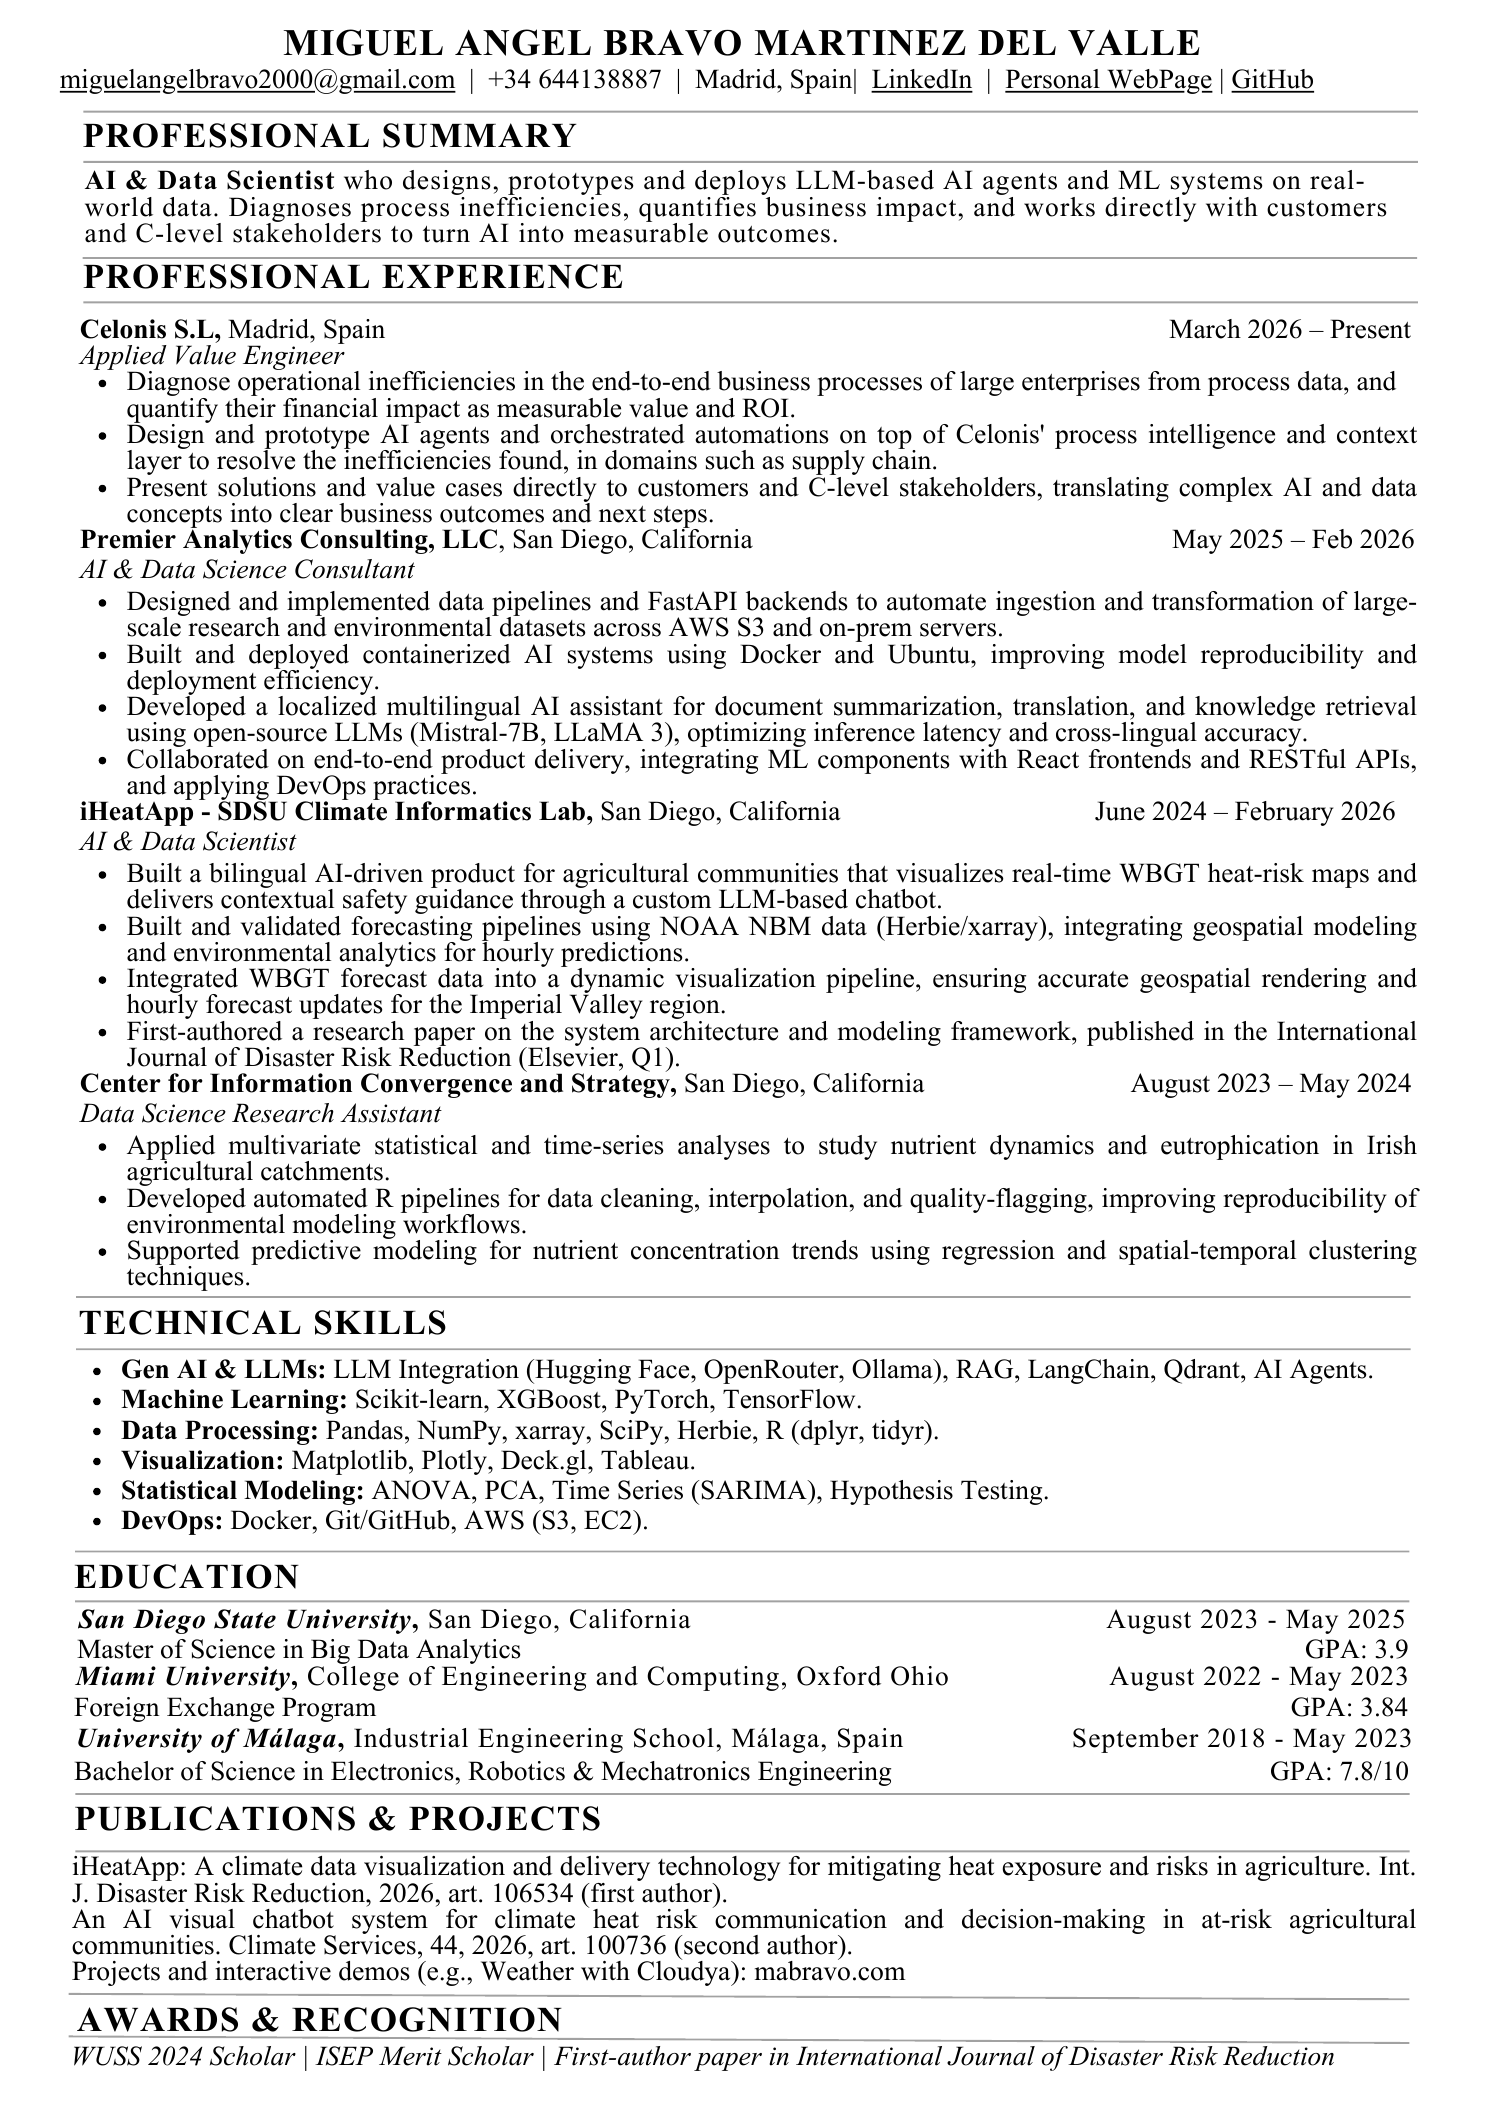 MIGUEL ANGEL BRAVO MARTINEZ DEL VALLE
miguelangelbravo2000@gmail.com | +34 644138887 | Madrid, Spain| LinkedIn | Personal WebPage | GitHub
PROFESSIONAL SUMMARY
AI & Data Scientist who designs, prototypes and deploys LLM-based AI agents and ML systems on real-
world data. Diagnoses process inefficiencies, quantifies business impact, and works directly with customers
and C-level stakeholders to turn AI into measurable outcomes.
PROFESSIONAL EXPERIENCE
Celonis S.L, Madrid, Spain March 2026 – Present
Applied Value Engineer
• Diagnose operational inefficiencies in the end-to-end business processes of large enterprises from process data, and
quantify their financial impact as measurable value and ROI.
• Design and prototype AI agents and orchestrated automations on top of Celonis' process intelligence and context
layer to resolve the inefficiencies found, in domains such as supply chain.
• Present solutions and value cases directly to customers and C-level stakeholders, translating complex AI and data
concepts into clear business outcomes and next steps.
Premier Analytics Consulting, LLC, San Diego, California May 2025 – Feb 2026
AI & Data Science Consultant
• Designed and implemented data pipelines and FastAPI backends to automate ingestion and transformation of large-
scale research and environmental datasets across AWS S3 and on-prem servers.
• Built and deployed containerized AI systems using Docker and Ubuntu, improving model reproducibility and
deployment efficiency.
• Developed a localized multilingual AI assistant for document summarization, translation, and knowledge retrieval
using open-source LLMs (Mistral-7B, LLaMA 3), optimizing inference latency and cross-lingual accuracy.
• Collaborated on end-to-end product delivery, integrating ML components with React frontends and RESTful APIs,
and applying DevOps practices.
iHeatApp - SDSU Climate Informatics Lab, San Diego, California June 2024 – February 2026
AI & Data Scientist
• Built a bilingual AI-driven product for agricultural communities that visualizes real-time WBGT heat-risk maps and
delivers contextual safety guidance through a custom LLM-based chatbot.
• Built and validated forecasting pipelines using NOAA NBM data (Herbie/xarray), integrating geospatial modeling
and environmental analytics for hourly predictions.
• Integrated WBGT forecast data into a dynamic visualization pipeline, ensuring accurate geospatial rendering and
hourly forecast updates for the Imperial Valley region.
• First-authored a research paper on the system architecture and modeling framework, published in the International
Journal of Disaster Risk Reduction (Elsevier, Q1).
Center for Information Convergence and Strategy, San Diego, California August 2023 – May 2024
Data Science Research Assistant
• Applied multivariate statistical and time-series analyses to study nutrient dynamics and eutrophication in Irish
agricultural catchments.
• Developed automated R pipelines for data cleaning, interpolation, and quality-flagging, improving reproducibility of
environmental modeling workflows.
• Supported predictive modeling for nutrient concentration trends using regression and spatial-temporal clustering
techniques.
TECHNICAL SKILLS
• Gen AI & LLMs: LLM Integration (Hugging Face, OpenRouter, Ollama), RAG, LangChain, Qdrant, AI Agents.
• Machine Learning: Scikit-learn, XGBoost, PyTorch, TensorFlow.
• Data Processing: Pandas, NumPy, xarray, SciPy, Herbie, R (dplyr, tidyr).
• Visualization: Matplotlib, Plotly, Deck.gl, Tableau.
• Statistical Modeling: ANOVA, PCA, Time Series (SARIMA), Hypothesis Testing.
• DevOps: Docker, Git/GitHub, AWS (S3, EC2).
EDUCATION
San Diego State University, San Diego, California August 2023 - May 2025
Master of Science in Big Data Analytics GPA: 3.9
Miami University, College of Engineering and Computing, Oxford Ohio August 2022 - May 2023
Foreign Exchange Program GPA: 3.84
University of Málaga, Industrial Engineering School, Málaga, Spain September 2018 - May 2023
Bachelor of Science in Electronics, Robotics & Mechatronics Engineering GPA: 7.8/10
PUBLICATIONS & PROJECTS
iHeatApp: A climate data visualization and delivery technology for mitigating heat exposure and risks in agriculture. Int.
J. Disaster Risk Reduction, 2026, art. 106534 (first author).
An AI visual chatbot system for climate heat risk communication and decision-making in at-risk agricultural
communities. Climate Services, 44, 2026, art. 100736 (second author).
Projects and interactive demos (e.g., Weather with Cloudya): mabravo.com
AWARDS & RECOGNITION
WUSS 2024 Scholar | ISEP Merit Scholar | First-author paper in International Journal of Disaster Risk Reduction